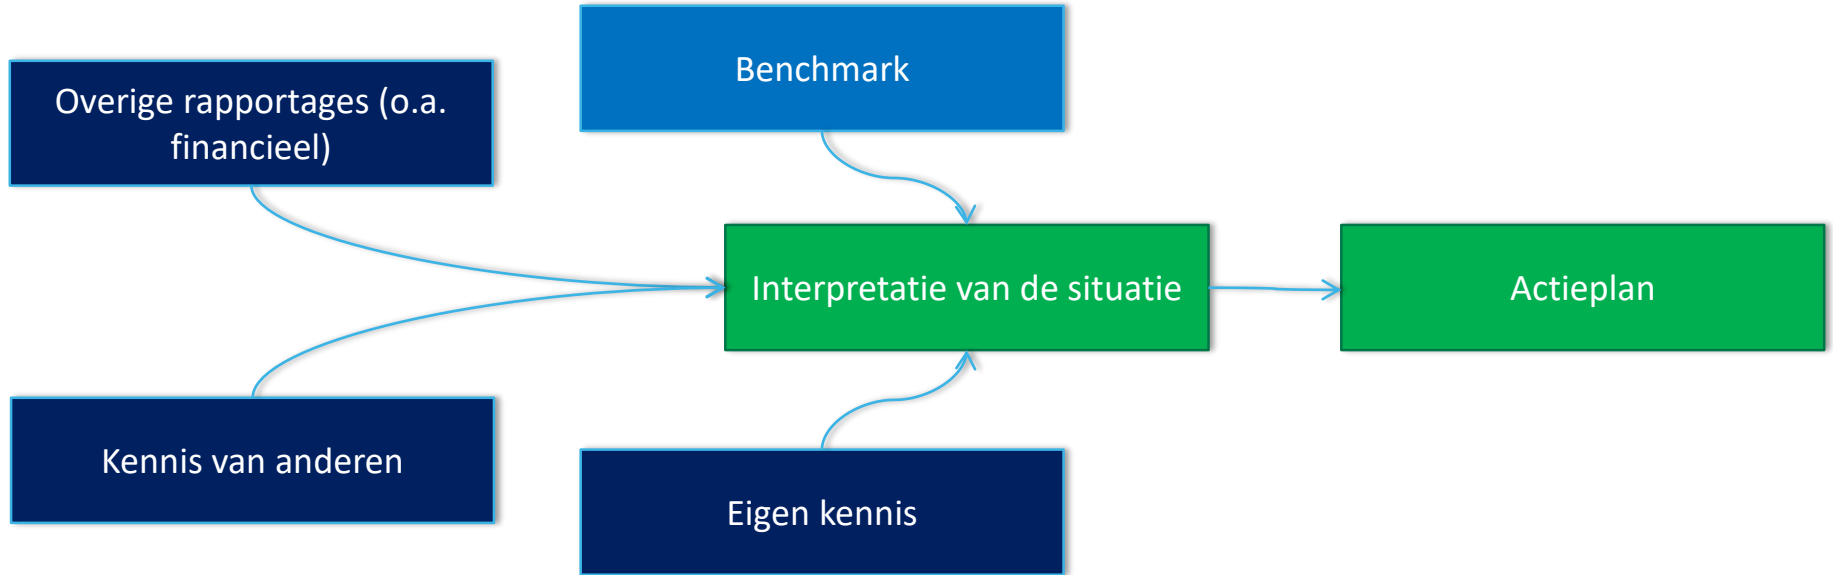 Benchmark
Overige rapportages (o.a.
financieel)
Interpretatie van de situatie
Actieplan
Kennis van anderen
Eigen kennis